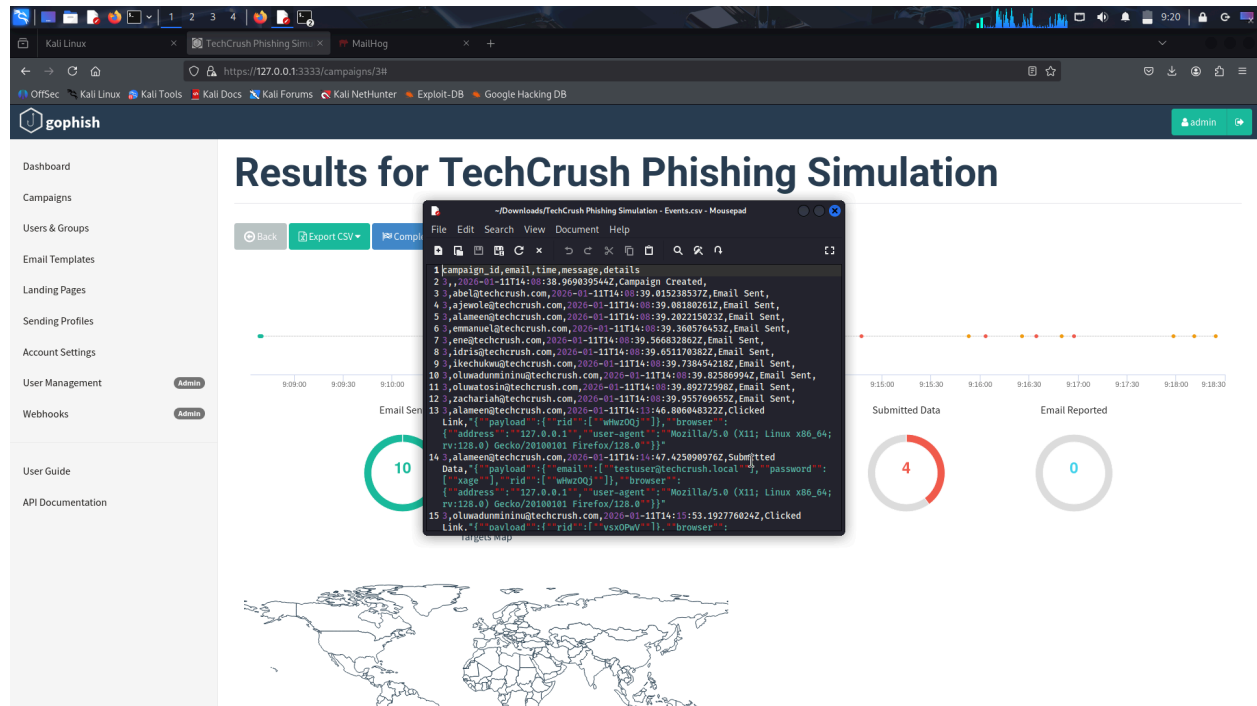 1 2 3 4 9:20
Kali Linux × TechCrush Phishing Sim × MailHog × +
https://127.0.0.1:3333/campaigns/3#
OffSec Kali Linux Kali Tools Kali Docs Kali Forums Kali NetHunter Exploit-DB Google Hacking DB
gophish
admin
Dashboard
Campaigns
Users & Groups
Email Templates
Landing Pages
Sending Profiles
Account Settings
User Management Admin
Webhooks Admin
User Guide
API Documentation
Results for TechCrush Phishing Simulation
Back Export CSV Compl
~/Downloads/TechCrush Phishing Simulation - Events.csv - Mousepad
File Edit Search View Document Help
1 campaign_id,email,time,message,details
2 3,,2026-01-11T14:08:38.969039544Z,Campaign Created,
3 3,abel@techcrush.com,2026-01-11T14:08:39.015238537Z,Email Sent,
4 3,ajewole@techcrush.com,2026-01-11T14:08:39.08180261Z,Email Sent,
5 3,alameen@techcrush.com,2026-01-11T14:08:39.202215023Z,Email Sent,
6 3,emmanuel@techcrush.com,2026-01-11T14:08:39.360576453Z,Email Sent,
7 3,ene@techcrush.com,2026-01-11T14:08:39.566832862Z,Email Sent,
8 3,idris@techcrush.com,2026-01-11T14:08:39.651170382Z,Email Sent,
9 3,ikechukwu@techcrush.com,2026-01-11T14:08:39.738454218Z,Email Sent,
10 3,oluwadunmininu@techcrush.com,2026-01-11T14:08:39.82586994Z,Email Sent,
11 3,oluwatosin@techcrush.com,2026-01-11T14:08:39.89272598Z,Email Sent,
12 3,zachariah@techcrush.com,2026-01-11T14:08:39.955769655Z,Email Sent,
13 3,alameen@techcrush.com,2026-01-11T14:13:46.806048322Z,Clicked
Link,"{""payload"":{""rid"":[""wHwzOQj""]},""browser"":
{""address"":""127.0.0.1"",""user-agent"":""Mozilla/5.0 (X11; Linux x86_64;
rv:128.0) Gecko/20100101 Firefox/128.0""}}"
14 3,alameen@techcrush.com,2026-01-11T14:14:47.425090976Z,Submitted
Data,"{""payload"":{""email"":[""testuser@techcrush.local""],""password"":
[""xage""],""rid"":[""wHwzOQj""]},""browser"":
{""address"":""127.0.0.1"",""user-agent"":""Mozilla/5.0 (X11; Linux x86_64;
rv:128.0) Gecko/20100101 Firefox/128.0""}}"
15 3,oluwadunmininu@techcrush.com,2026-01-11T14:15:53.192776024Z,Clicked
Link,"{""payload"":{""rid"":[""vsxOPwV""]},""browser"":
9:09:00 9:09:30 9:10:00 9:15:00 9:15:30 9:16:00 9:16:30 9:17:00 9:17:30 9:18:00 9:18:30
Email Sen Submitted Data Email Reported
10 4 0
Targets Map